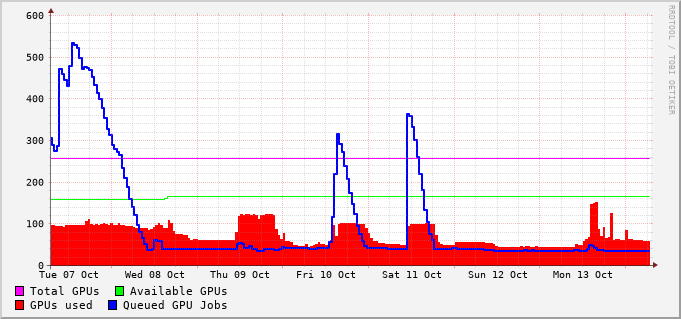 600
500
400
300
200
100
0
Tue 07 Oct Wed 08 Oct Thu 09 Oct Fri 10 Oct Sat 11 Oct Sun 12 Oct Mon 13 Oct
Total GPUs Available GPUs
GPUs used Queued GPU Jobs
RRDTOOL / TOBI OETIKER